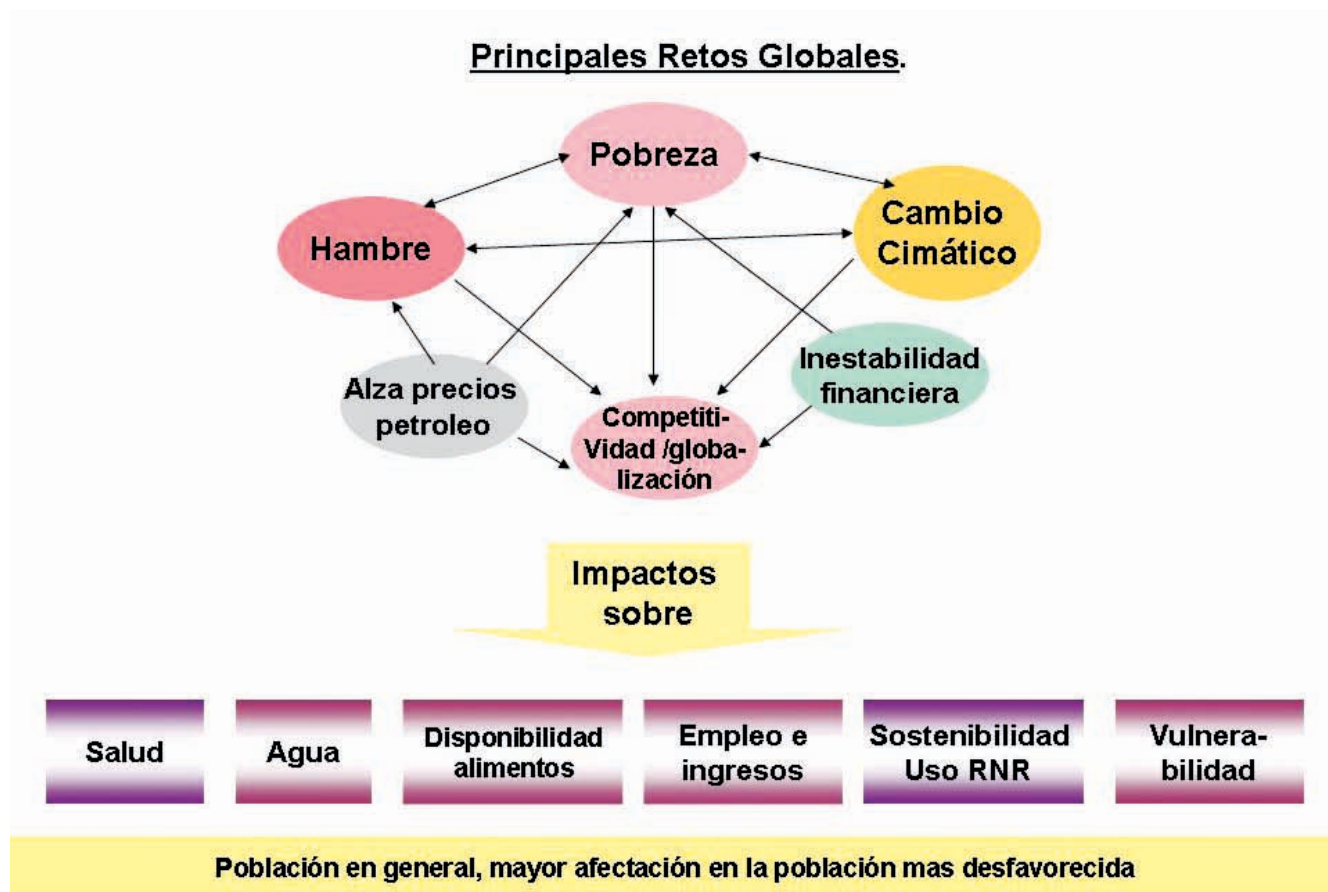 Principales Retos Globales.
Pobreza
Cambio
Cimático
Hambre
Inestabilidad
financiera
Alza precios
petroleo
Competiti-
Vidad /globa-
lización
Impactos
sobre
Salud
Agua
Disponibilidad
alimentos
Empleo e
ingresos
Sostenibilidad
Uso RNR
Vulnera-
bilidad
Población en general, mayor afectación en la población mas desfavorecida